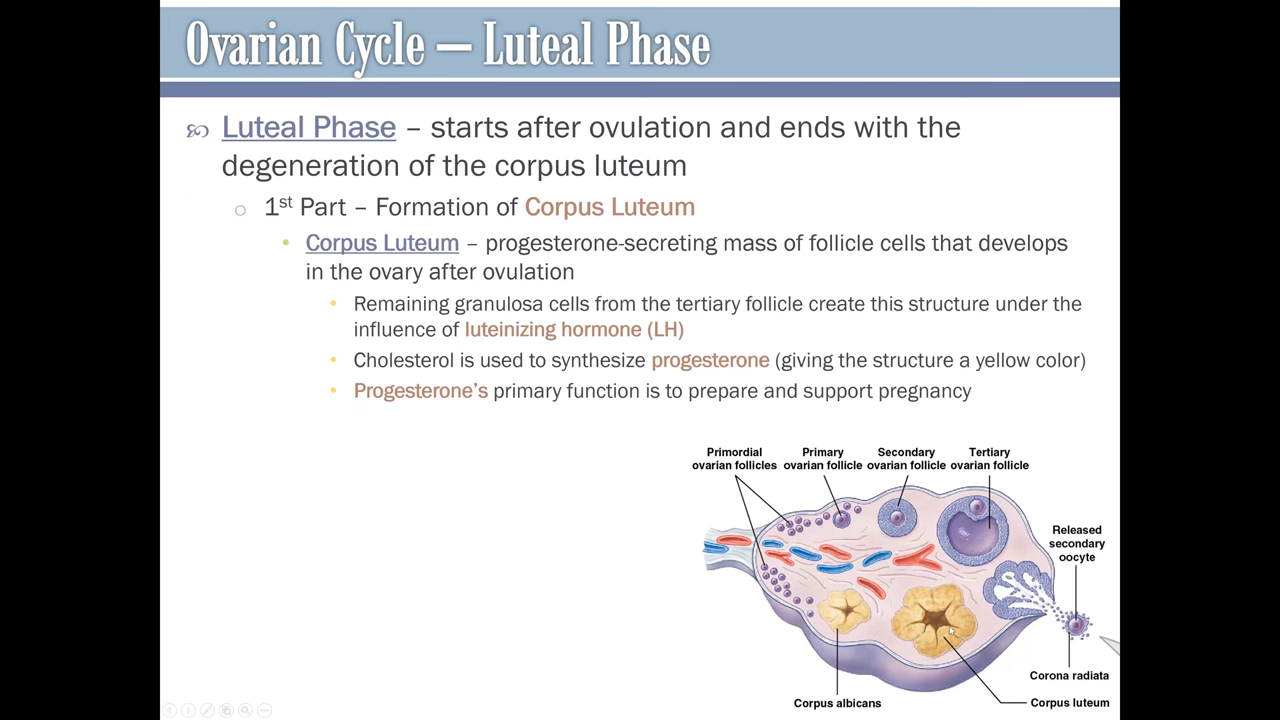 Ovarian Cycle — Luteal Phase
Luteal Phase – starts after ovulation and ends with the
degeneration of the corpus luteum
1st Part – Formation of Corpus Luteum
Corpus Luteum – progesterone-secreting mass of follicle cells that develops
in the ovary after ovulation
Remaining granulosa cells from the tertiary follicle create this structure under the
influence of luteinizing hormone (LH)
Cholesterol is used to synthesize progesterone (giving the structure a yellow color)
Progesterone's primary function is to prepare and support pregnancy
Primordial
ovarian follicles
Primary
ovarian follicle
Secondary
ovarian follicle
Tertiary
ovarian follicle
Released
secondary
oocyte
Corona radiata
Corpus albicans
Corpus luteum